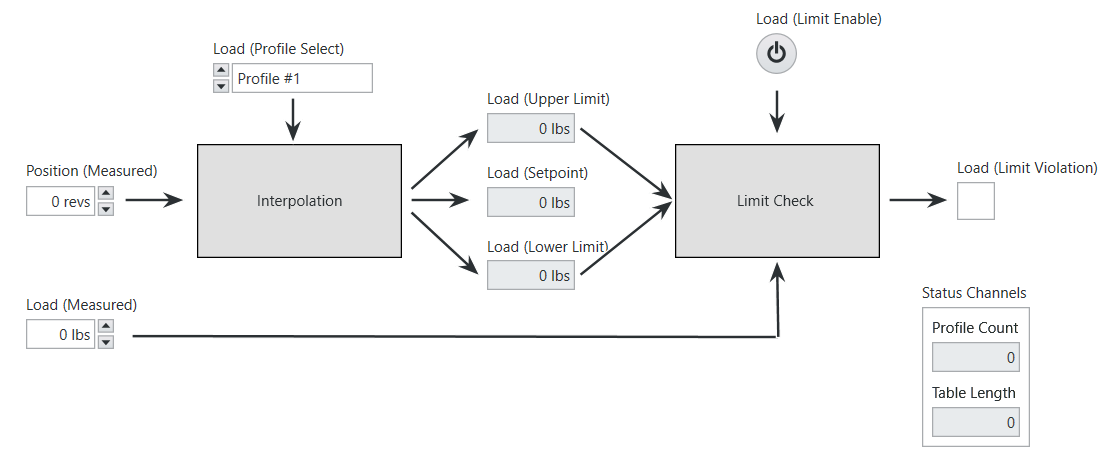 Load (Limit Enable)
Load (Profile Select)
Profile #1
Load (Upper Limit)
0 lbs
Position (Measured)
0 revs
Interpolation
Load (Setpoint)
0 lbs
Limit Check
Load (Limit Violation)
Load (Lower Limit)
0 lbs
Load (Measured)
0 lbs
Status Channels
Profile Count
0
Table Length
0